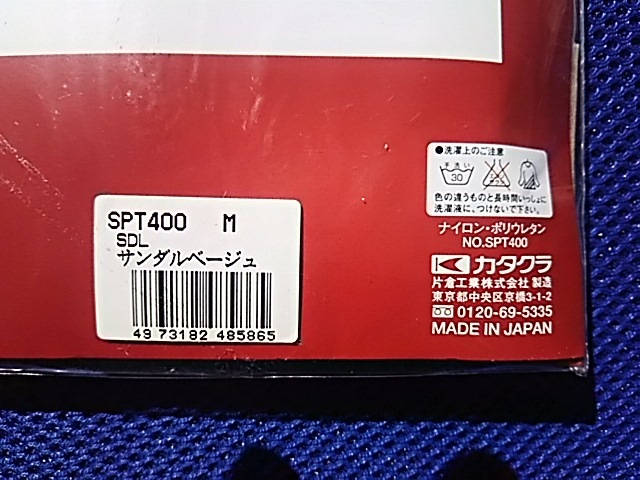 SPT400 M
SDL
サンダルベージュ
49 73182 485865
●洗濯上のご注意
手洗イ
30
色の違うものと長時間いっしょに
洗濯液に、つけないで下さい。
ナイロン・ポリウレタン
NO.SPT400
カタクラ
片倉工業株式会社 製造
東京都中央区京橋3-1-2
0120-69-5335
MADE IN JAPAN